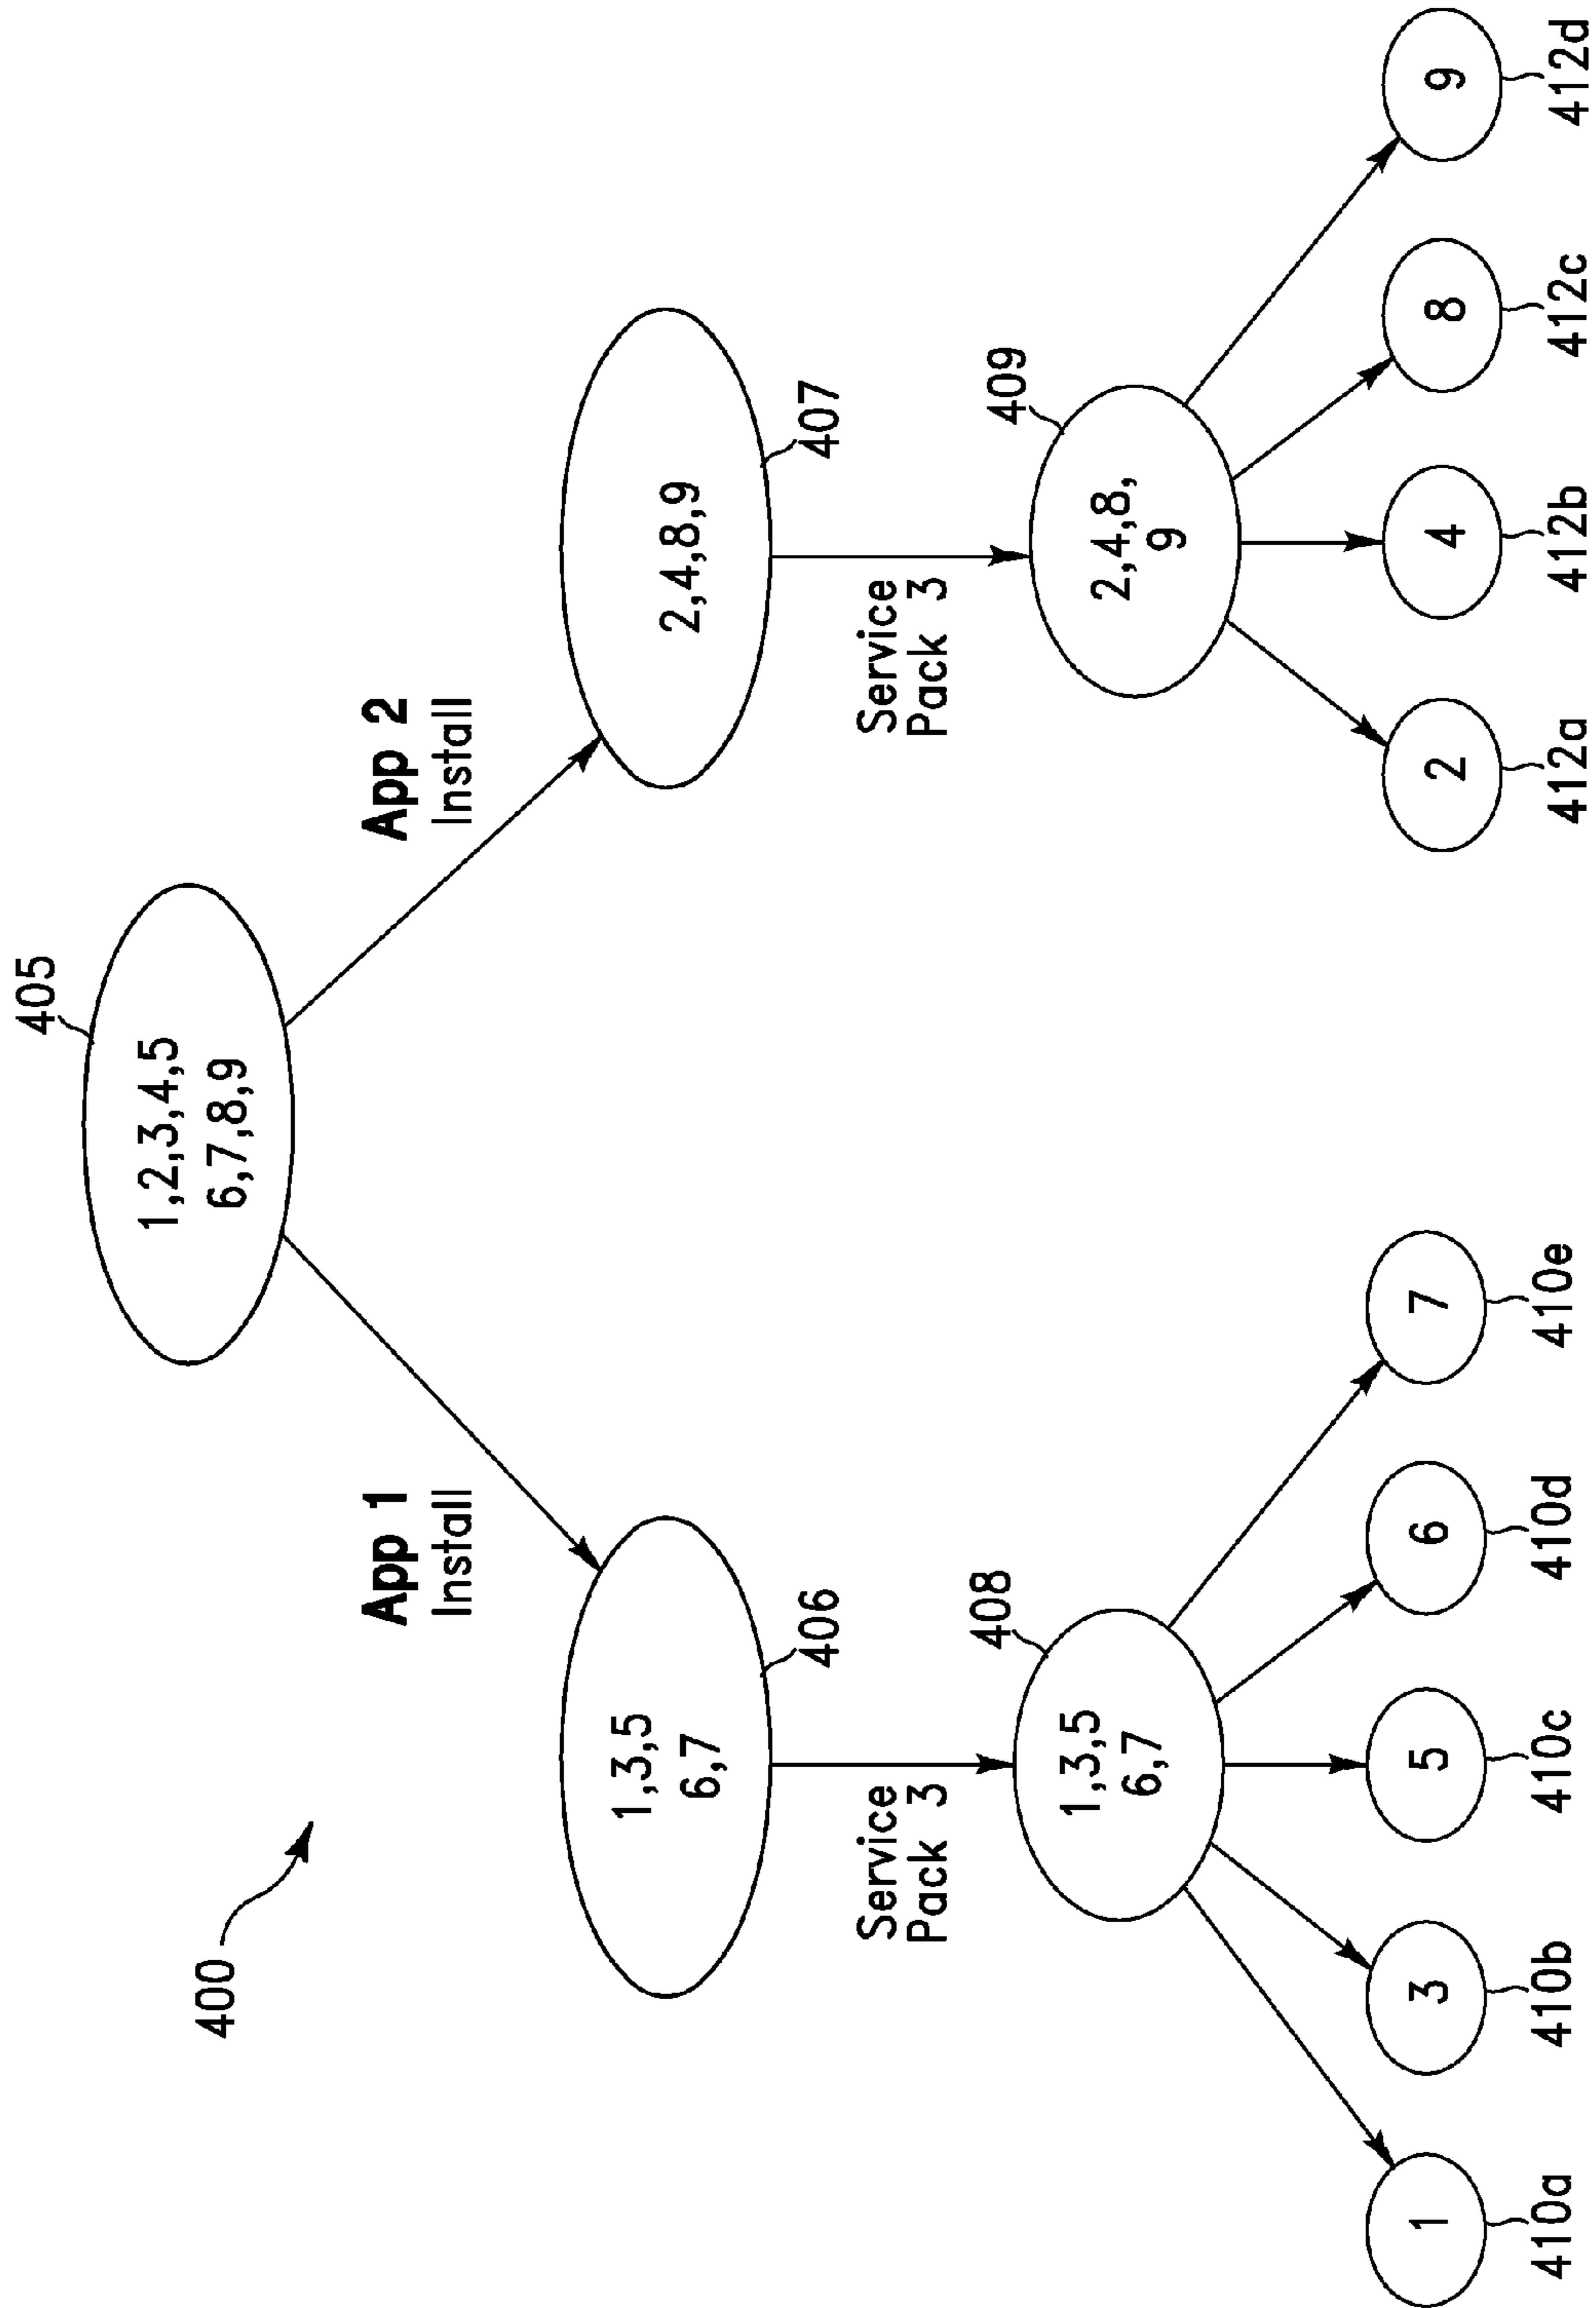 400
405
1,2,3,4,5
6,7,8,9
App 1
Install
App 2
Install
1,3,5
6,7
406
2,4,8,9
407
Service
Pack 3
Service
Pack 3
408
1,3,5
6,7
409
2,4,8,
9
1
3
5
6
7
2
4
8
9
410a
410b
410c
410d
410e
412a
412b
412c
412d